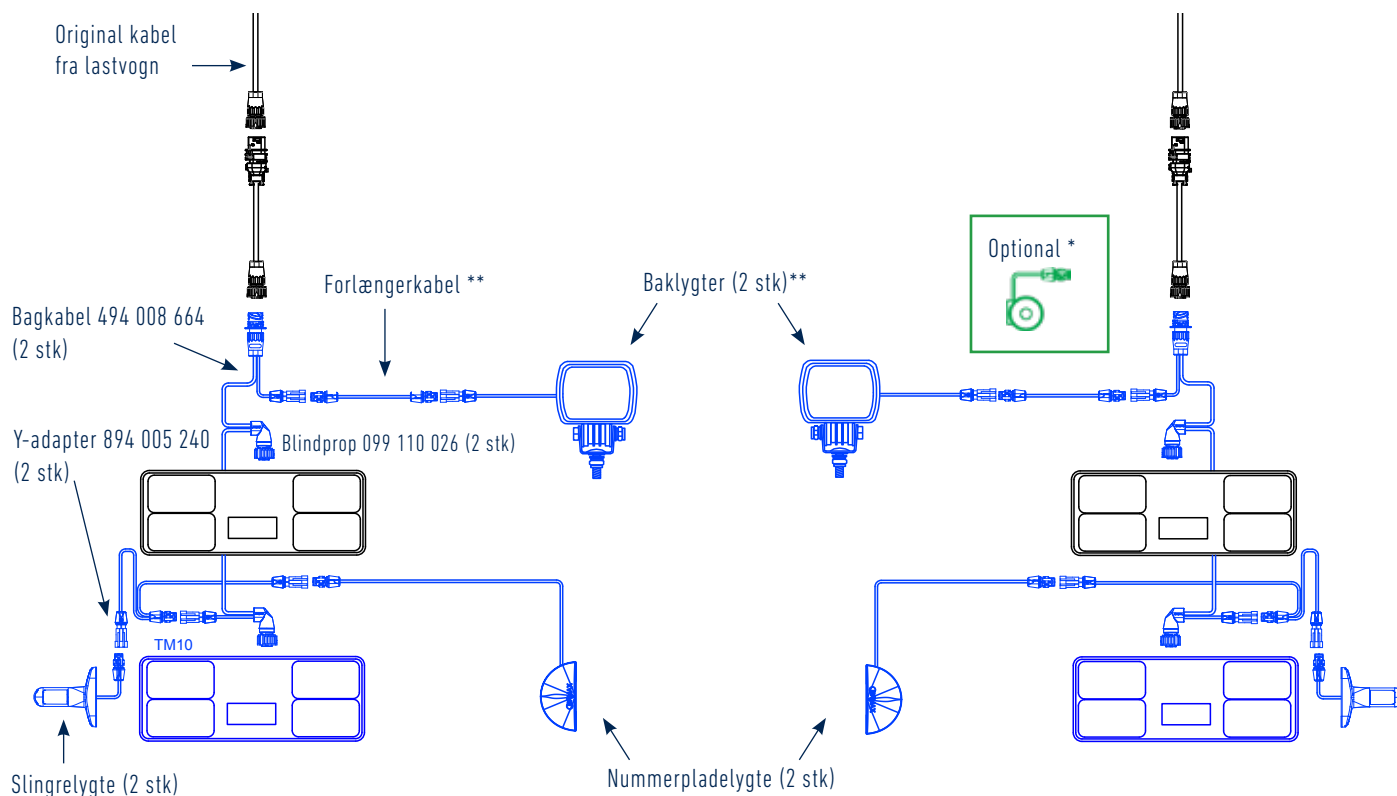 Original kabel
fra lastvogn
Optional *
Forlængerkabel **
Baklygter (2 stk)**
Bagkabel 494 008 664
(2 stk)
Y-adapter 894 005 240
(2 stk)
Blindprop 099 110 026 (2 stk)
TM10
Slingrelygte (2 stk)
Nummerpladelygte (2 stk)